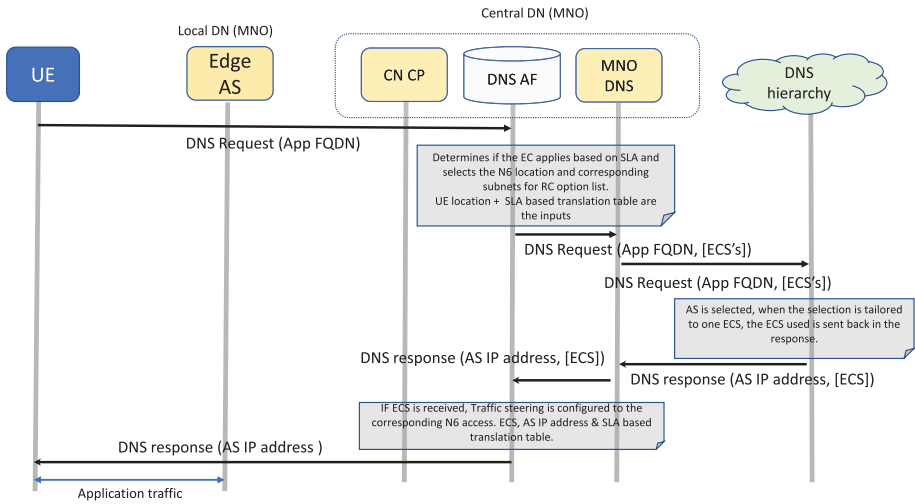 Central DN (MNO)
Local DN (MNO)
UE
Edge
AS
CN CP
DNS AF
MNO
DNS
DNS
hierarchy
DNS Request (App FQDN)
Determines if the EC applies based on SLA and
selects the N6 location and corresponding
subnets for RC option list.
UE location + SLA based translation table are
the inputs
DNS Request (App FQDN, [ECS's])
DNS Request (App FQDN, [ECS's])
AS is selected, when the selection is tailored
to one ECS, the ECS used is sent back in the
response.
DNS response (AS IP address, [ECS])
DNS response (AS IP address, [ECS])
IF ECS is received, Traffic steering is configured to the
corresponding N6 access. ECS, AS IP address & SLA based
translation table.
DNS response (AS IP address )
Application traffic